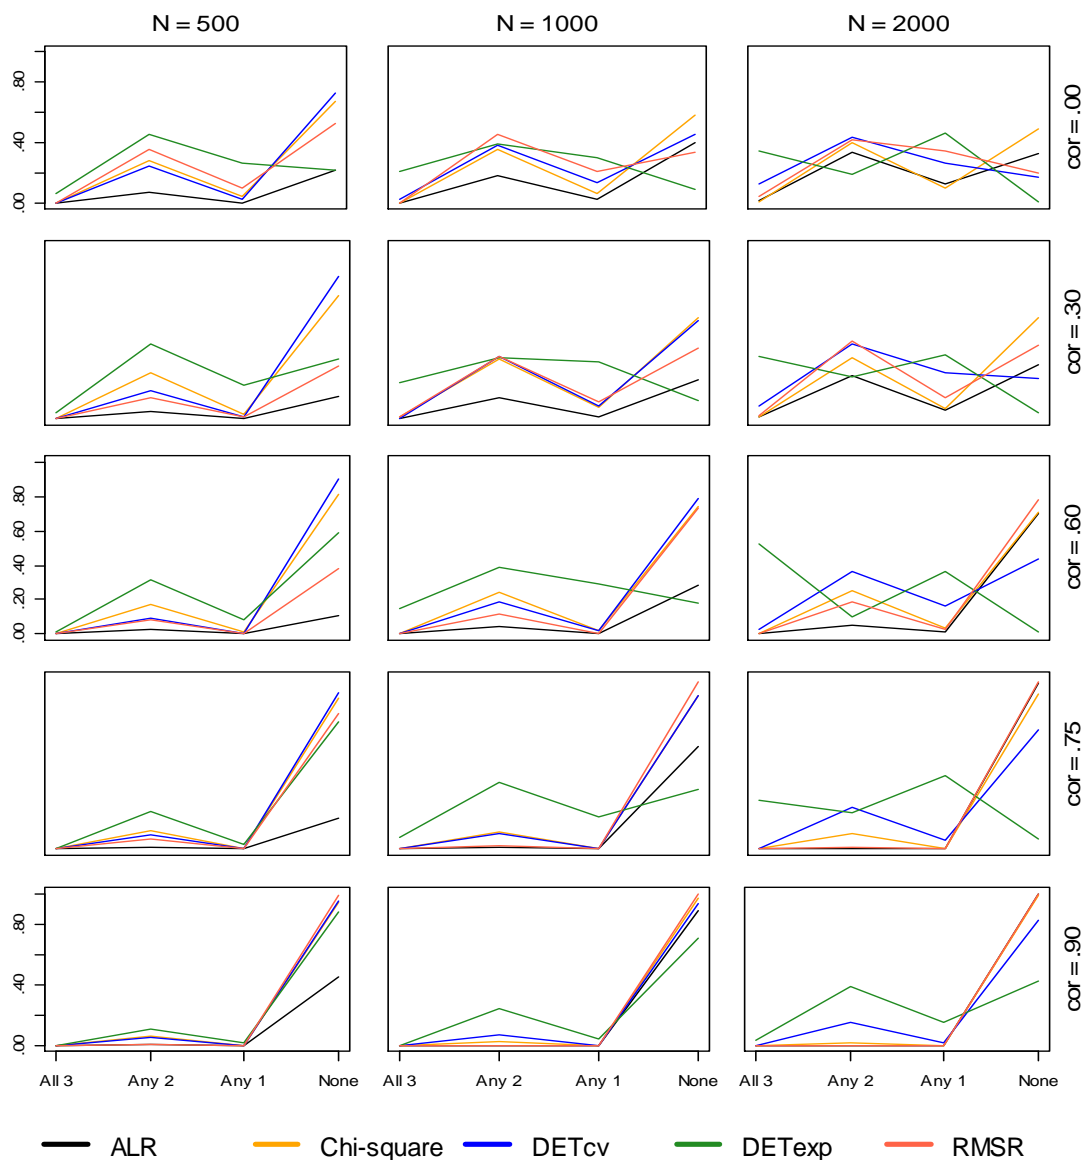 N = 500 N = 1000 N = 2000
.80
.40
.00
cor = .00
cor = .30
.80
.60
.40
.20
.00
cor = .60
cor = .75
.80
.40
.00
cor = .90
All 3 Any 2 Any 1 None All 3 Any 2 Any 1 None All 3 Any 2 Any 1 None
ALR Chi-square DETcv DETexp RMSR